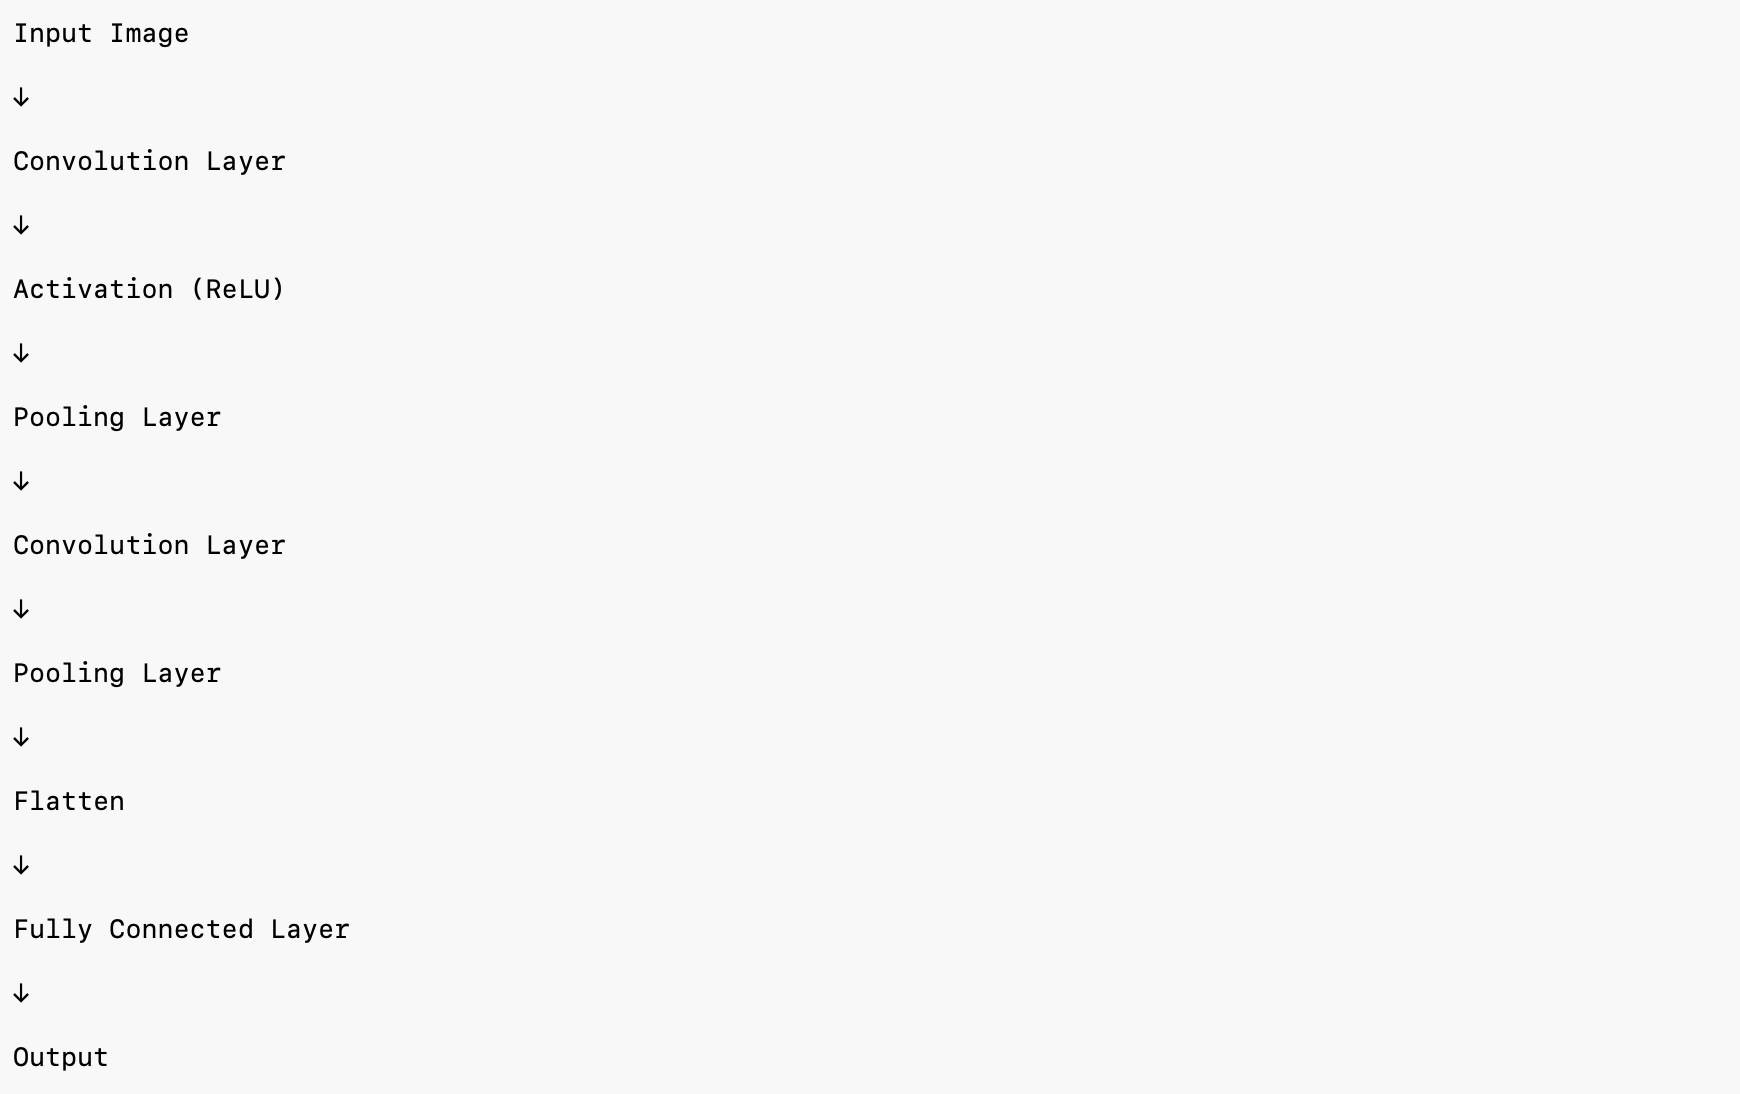 Input Image
↓
Convolution Layer
↓
Activation (ReLU)
↓
Pooling Layer
↓
Convolution Layer
↓
Pooling Layer
↓
Flatten
↓
Fully Connected Layer
↓
Output